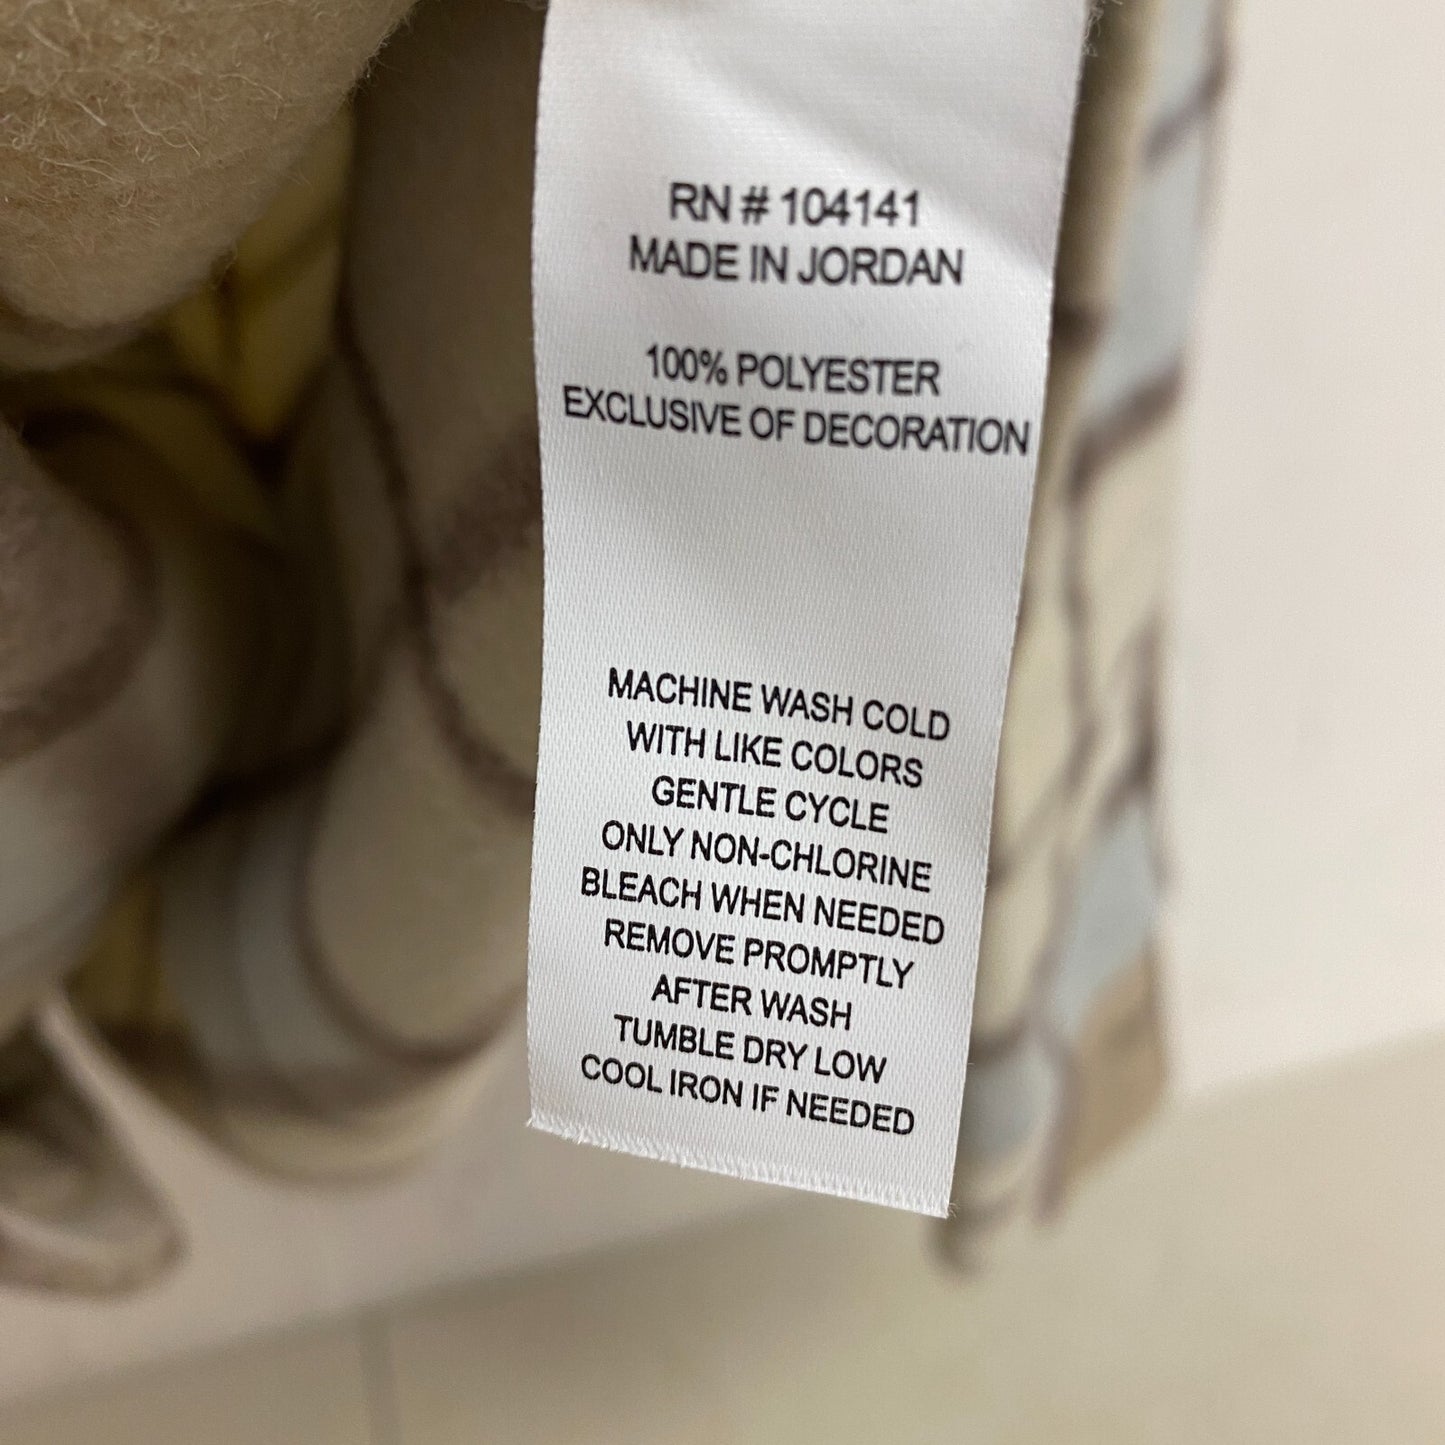 RN # 104141
MADE IN JORDAN
100% POLYESTER
EXCLUSIVE OF DECORATION
MACHINE WASH COLD
WITH LIKE COLORS
GENTLE CYCLE
ONLY NON-CHLORINE
BLEACH WHEN NEEDED
REMOVE PROMPTLY
AFTER WASH
TUMBLE DRY LOW
COOL IRON IF NEEDED